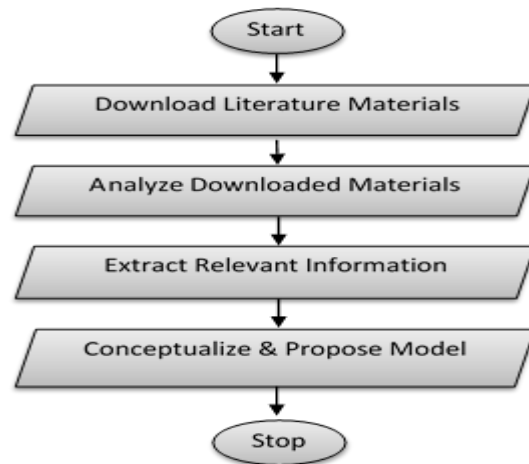 Start
Download Literature Materials
Analyze Downloaded Materials
Extract Relevant Information
Conceptualize & Propose Model
Stop